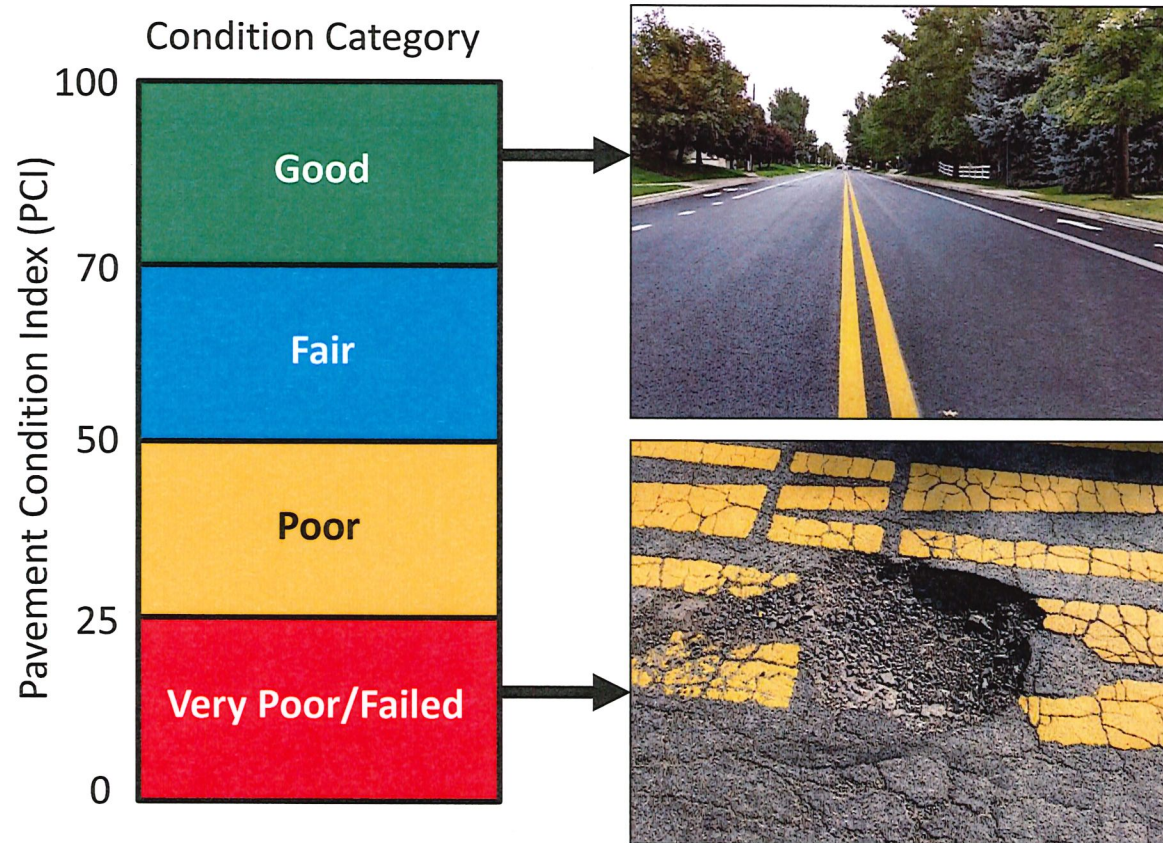 Condition Category
Pavement Condition Index (PCI)
100
Good
70
Fair
50
Poor
25
Very Poor/Failed
0